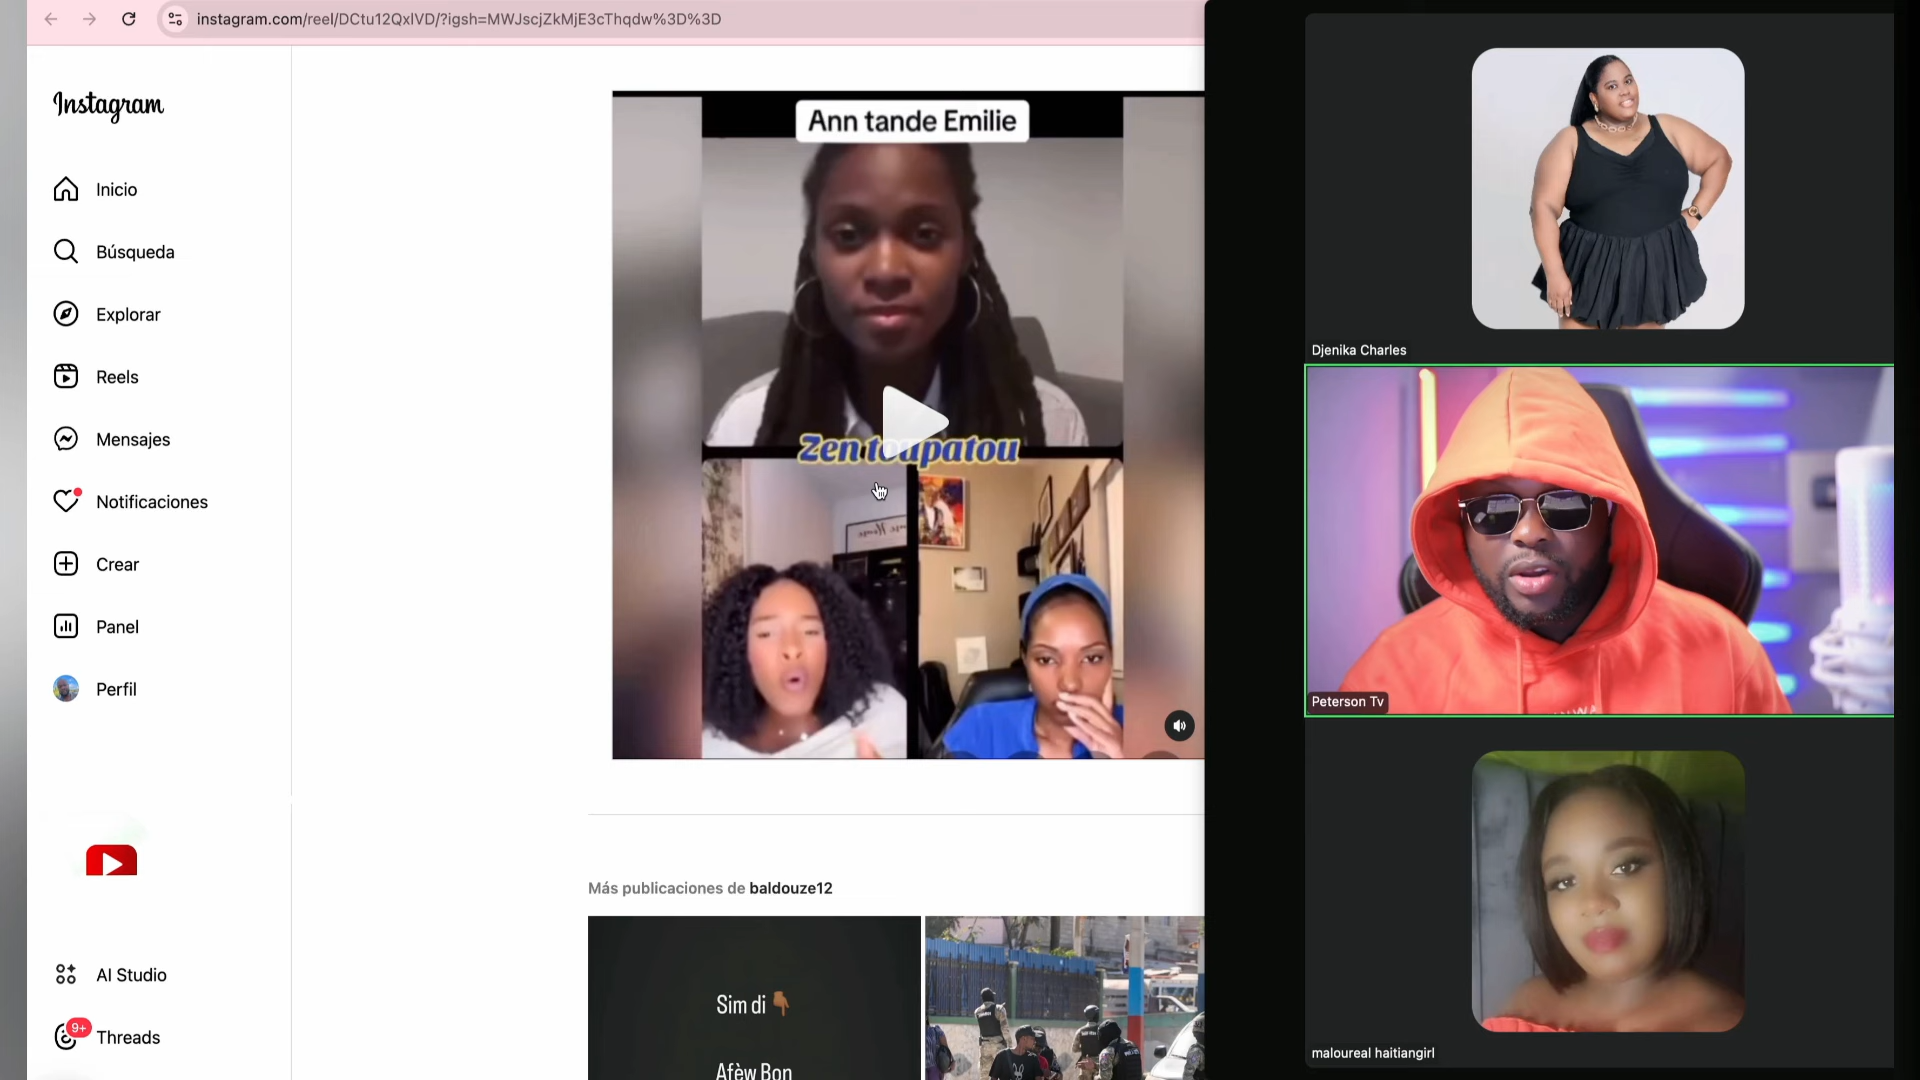 instagram.com/reel/DCtu12QxlVD/?igsh=MWJscjZkMjE3cThqdw%3D%3D
Instagram
Inicio
Búsqueda
Explorar
Reels
Mensajes
Notificaciones
Crear
Panel
Perfil
AI Studio
9+
Threads
Ann tande Emilie
Zen toupatou
Más publicaciones de baldouze12
Sim di 👇🏾
Afèw Bon
Djenika Charles
Peterson Tv
maloureal haitiangirl